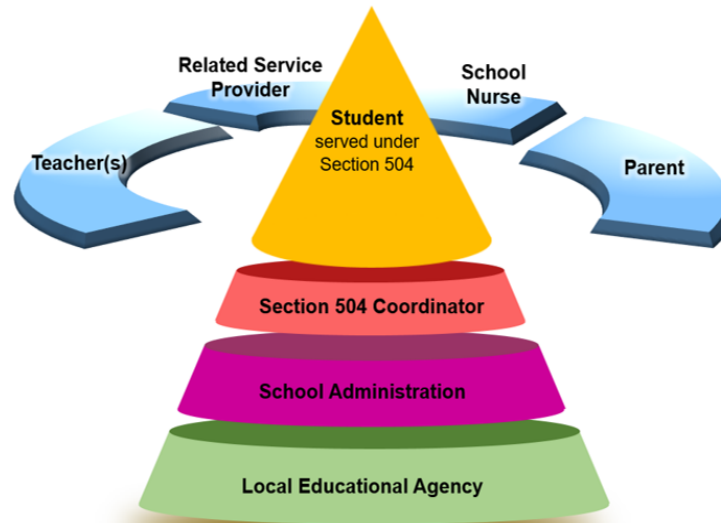 Related Service
Provider
School
Nurse
Student
served under
Section 504
Teacher(s)
Parent
Section 504 Coordinator
School Administration
Local Educational Agency